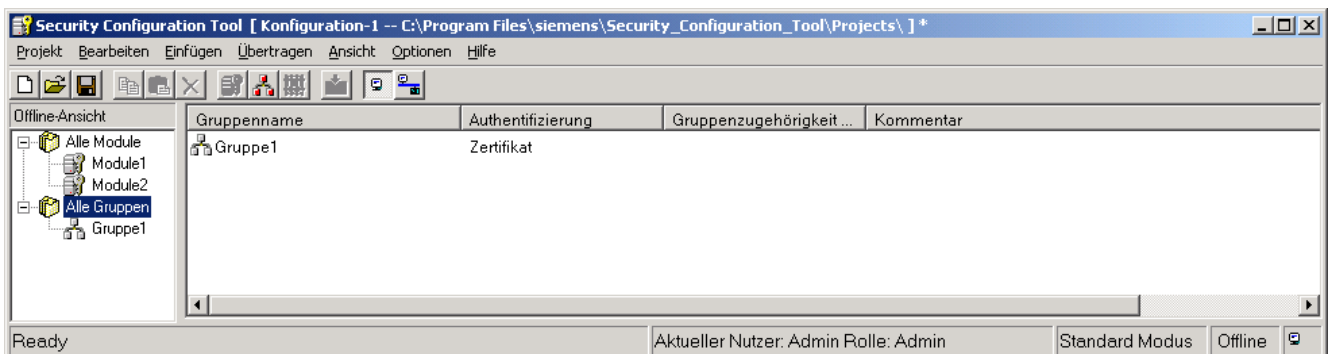 Security Configuration Tool [ Konfiguration-1 -- C:\Program Files\siemens\Security_Configuration_Tool\Projects\ ] *
Projekt Bearbeiten Einfügen Übertragen Ansicht Optionen Hilfe
Offline-Ansicht
Alle Module
Module1
Module2
Alle Gruppen
Gruppe1
Gruppenname Authentifizierung Gruppenzugehörigkeit ... Kommentar
Gruppe1 Zertifikat
Ready Aktueller Nutzer: Admin Rolle: Admin Standard Modus Offline